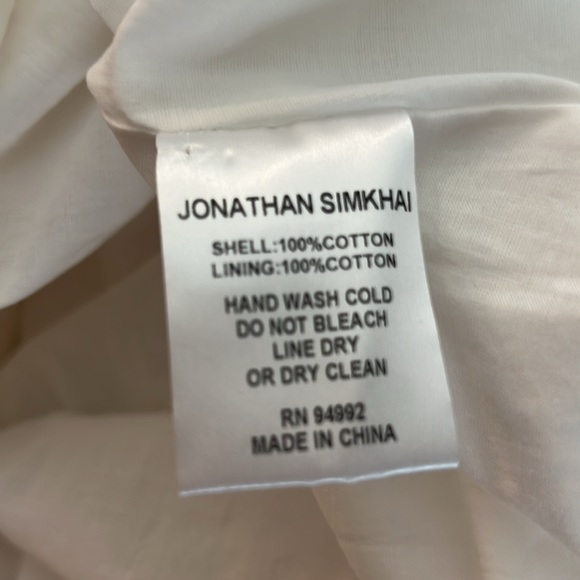 JONATHAN SIMKHAI
SHELL:100%COTTON
LINING:100%COTTON
HAND WASH COLD
DO NOT BLEACH
LINE DRY
OR DRY CLEAN
RN 94992
MADE IN CHINA